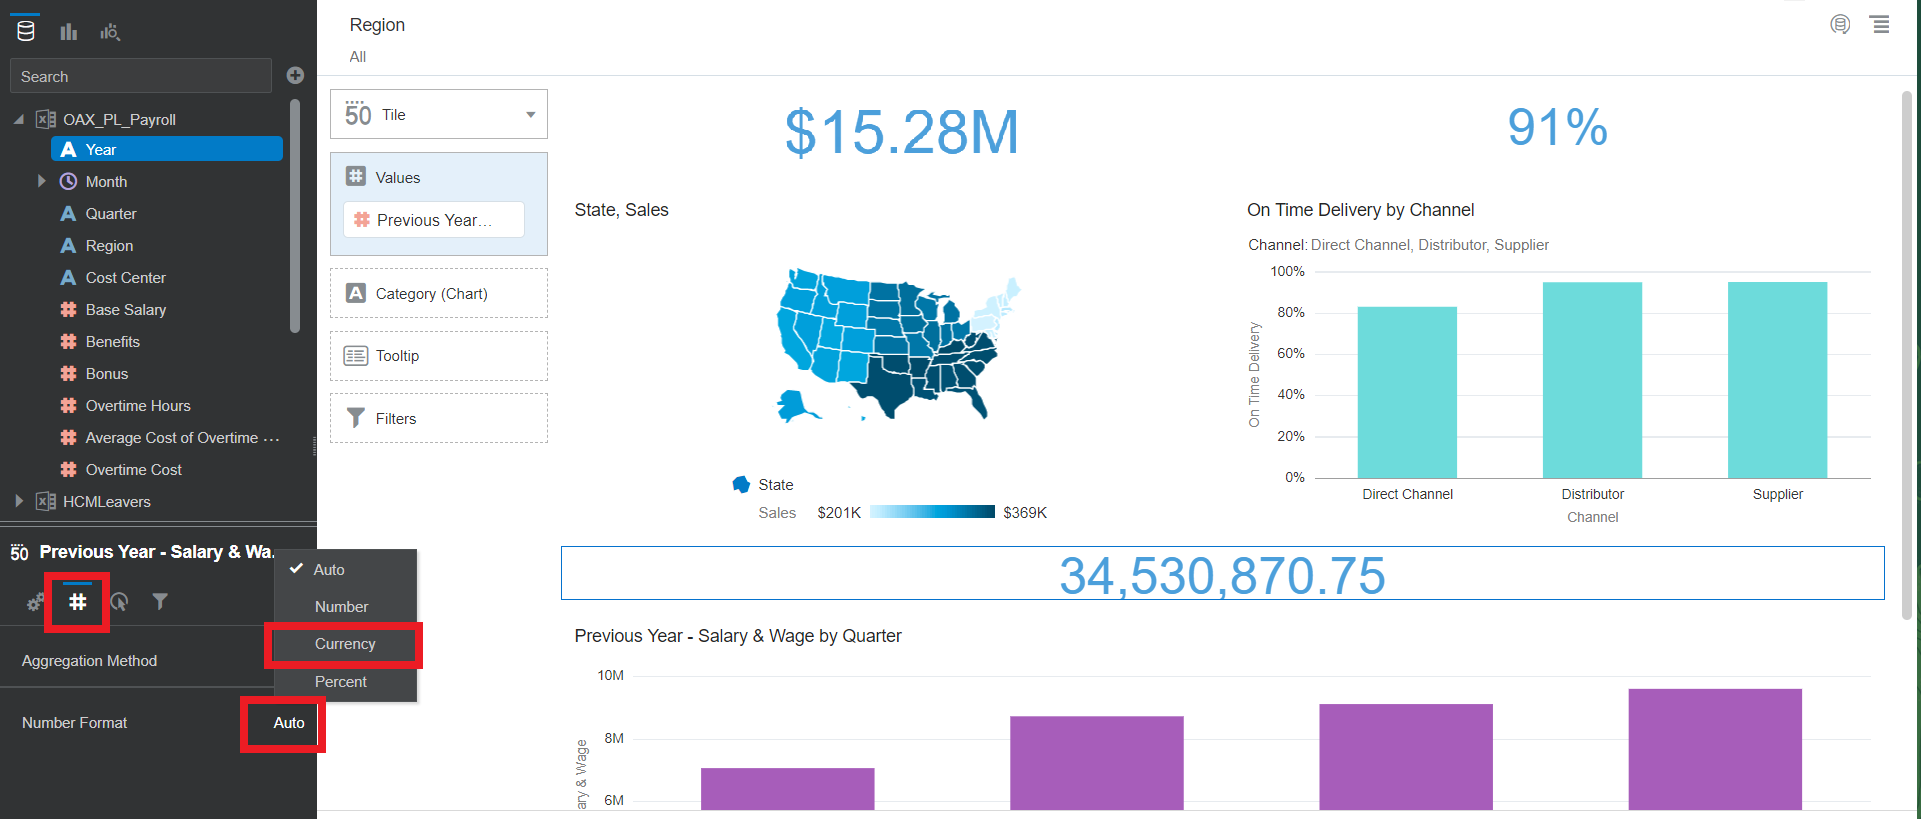 Search
OAX_PL_Payroll
Year
Month
Quarter
Region
Cost Center
Base Salary
Benefits
Bonus
Overtime Hours
Average Cost of Overtime ...
Overtime Cost
HCMLeavers
50 Previous Year - Salary & Wa...
Auto
Number
Currency
Percent
Aggregation Method
Number Format Auto
Region
All
50 Tile
Values
Previous Year...
Category (Chart)
Tooltip
Filters
$15.28M
91%
State, Sales
State
Sales $201K $369K
On Time Delivery by Channel
Channel: Direct Channel, Distributor, Supplier
On Time Delivery
100%
80%
60%
40%
20%
0%
Direct Channel Distributor Supplier
Channel
34,530,870.75
Previous Year - Salary & Wage by Quarter
ary & Wage
10M
8M
6M